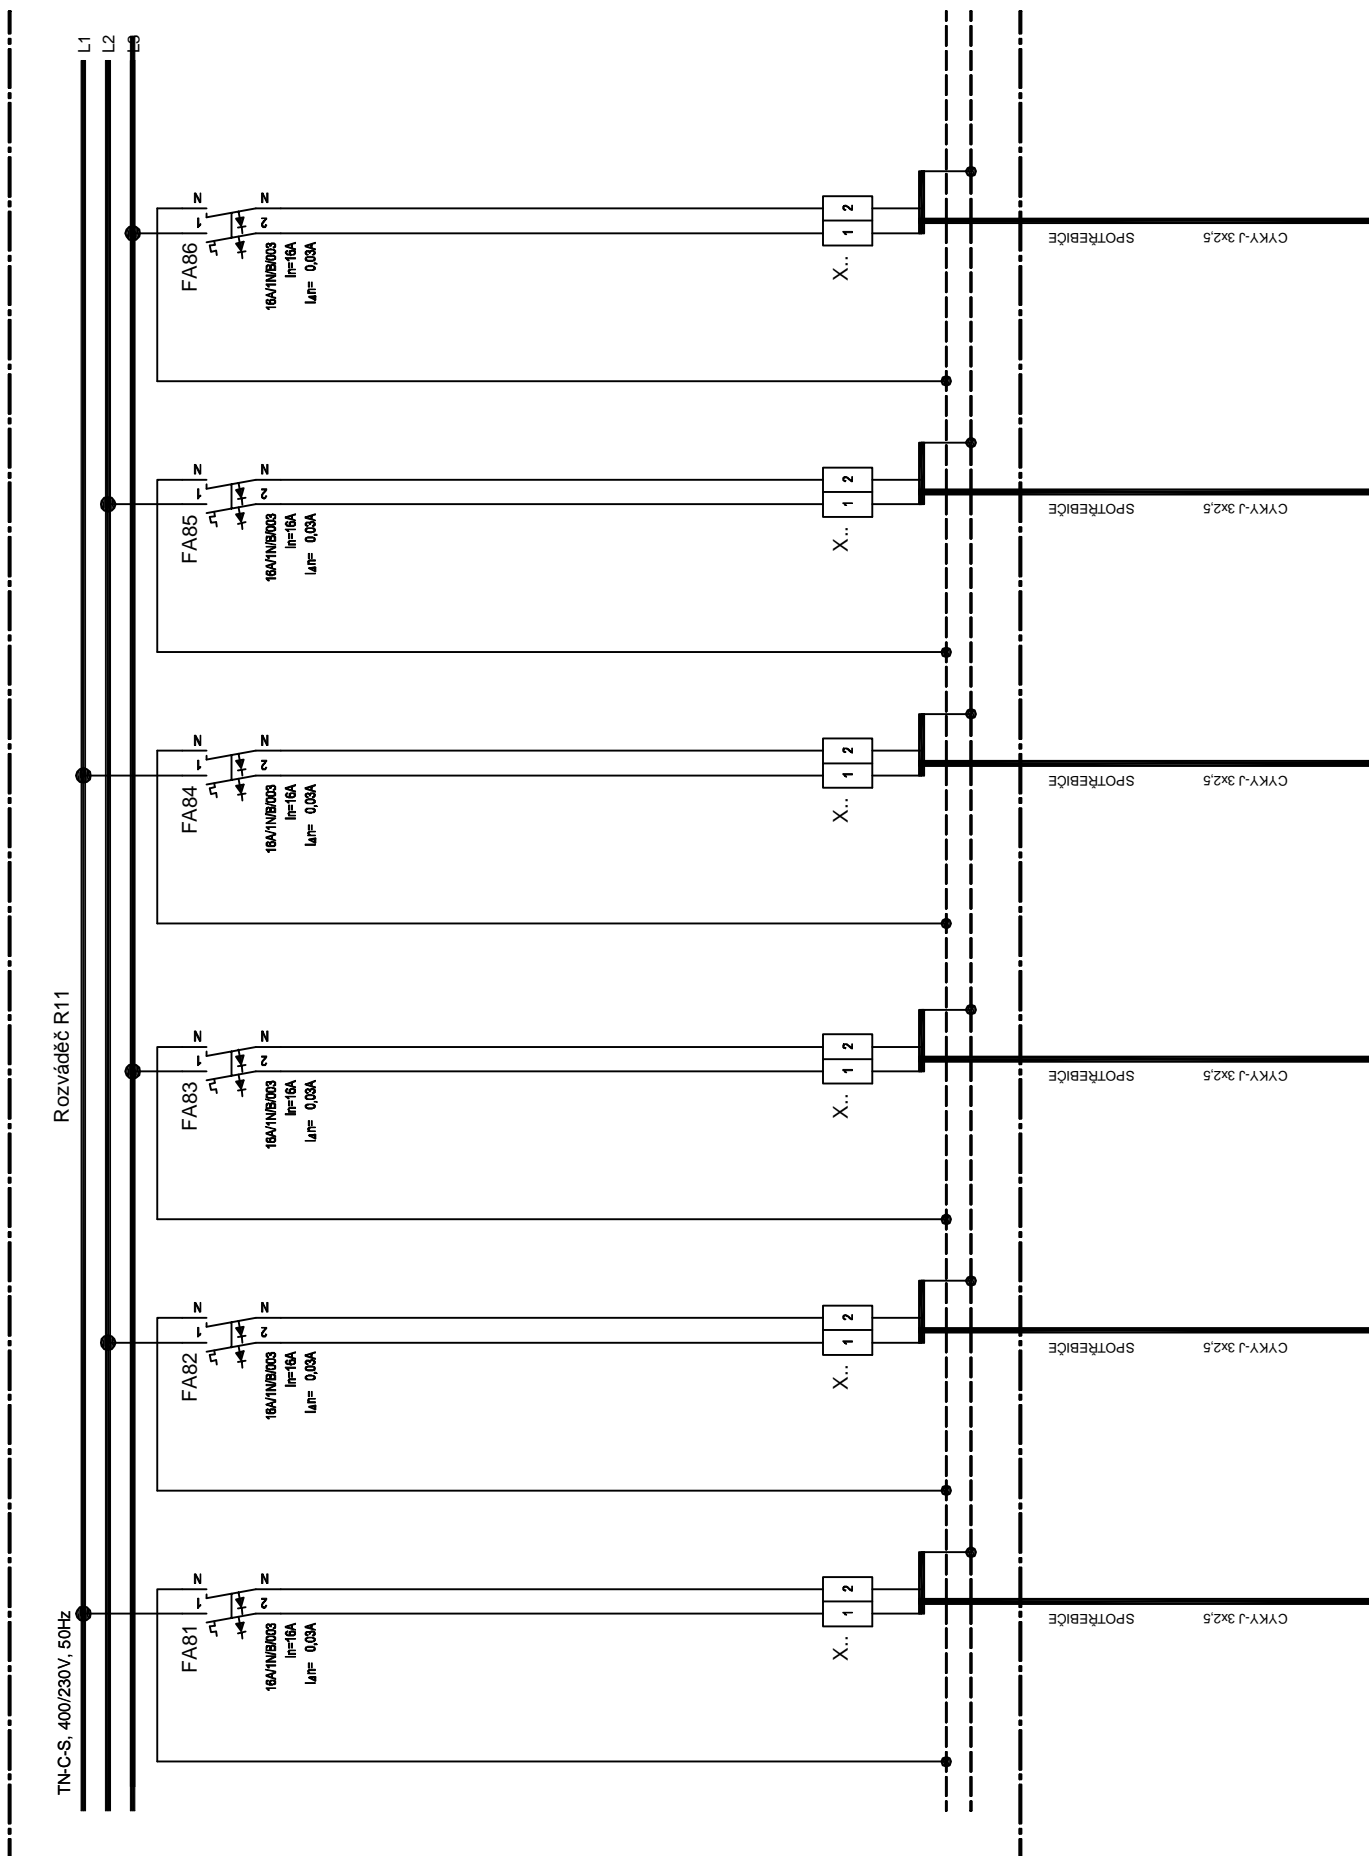 TN-C-S, 400/230V, 50Hz
Rozváděč R11
L1
L2
L3
FA81
1
N
2
N
16A/1N/B/003
In=16A
IΔn= 0,03A
X..
1
2
SPOTŘEBIČE
CYKY-J 3x2,5
FA82
1
N
2
N
16A/1N/B/003
In=16A
IΔn= 0,03A
X..
1
2
SPOTŘEBIČE
CYKY-J 3x2,5
FA83
1
N
2
N
16A/1N/B/003
In=16A
IΔn= 0,03A
X..
1
2
SPOTŘEBIČE
CYKY-J 3x2,5
FA84
1
N
2
N
16A/1N/B/003
In=16A
IΔn= 0,03A
X..
1
2
SPOTŘEBIČE
CYKY-J 3x2,5
FA85
1
N
2
N
16A/1N/B/003
In=16A
IΔn= 0,03A
X..
1
2
SPOTŘEBIČE
CYKY-J 3x2,5
FA86
1
N
2
N
16A/1N/B/003
In=16A
IΔn= 0,03A
X..
1
2
SPOTŘEBIČE
CYKY-J 3x2,5